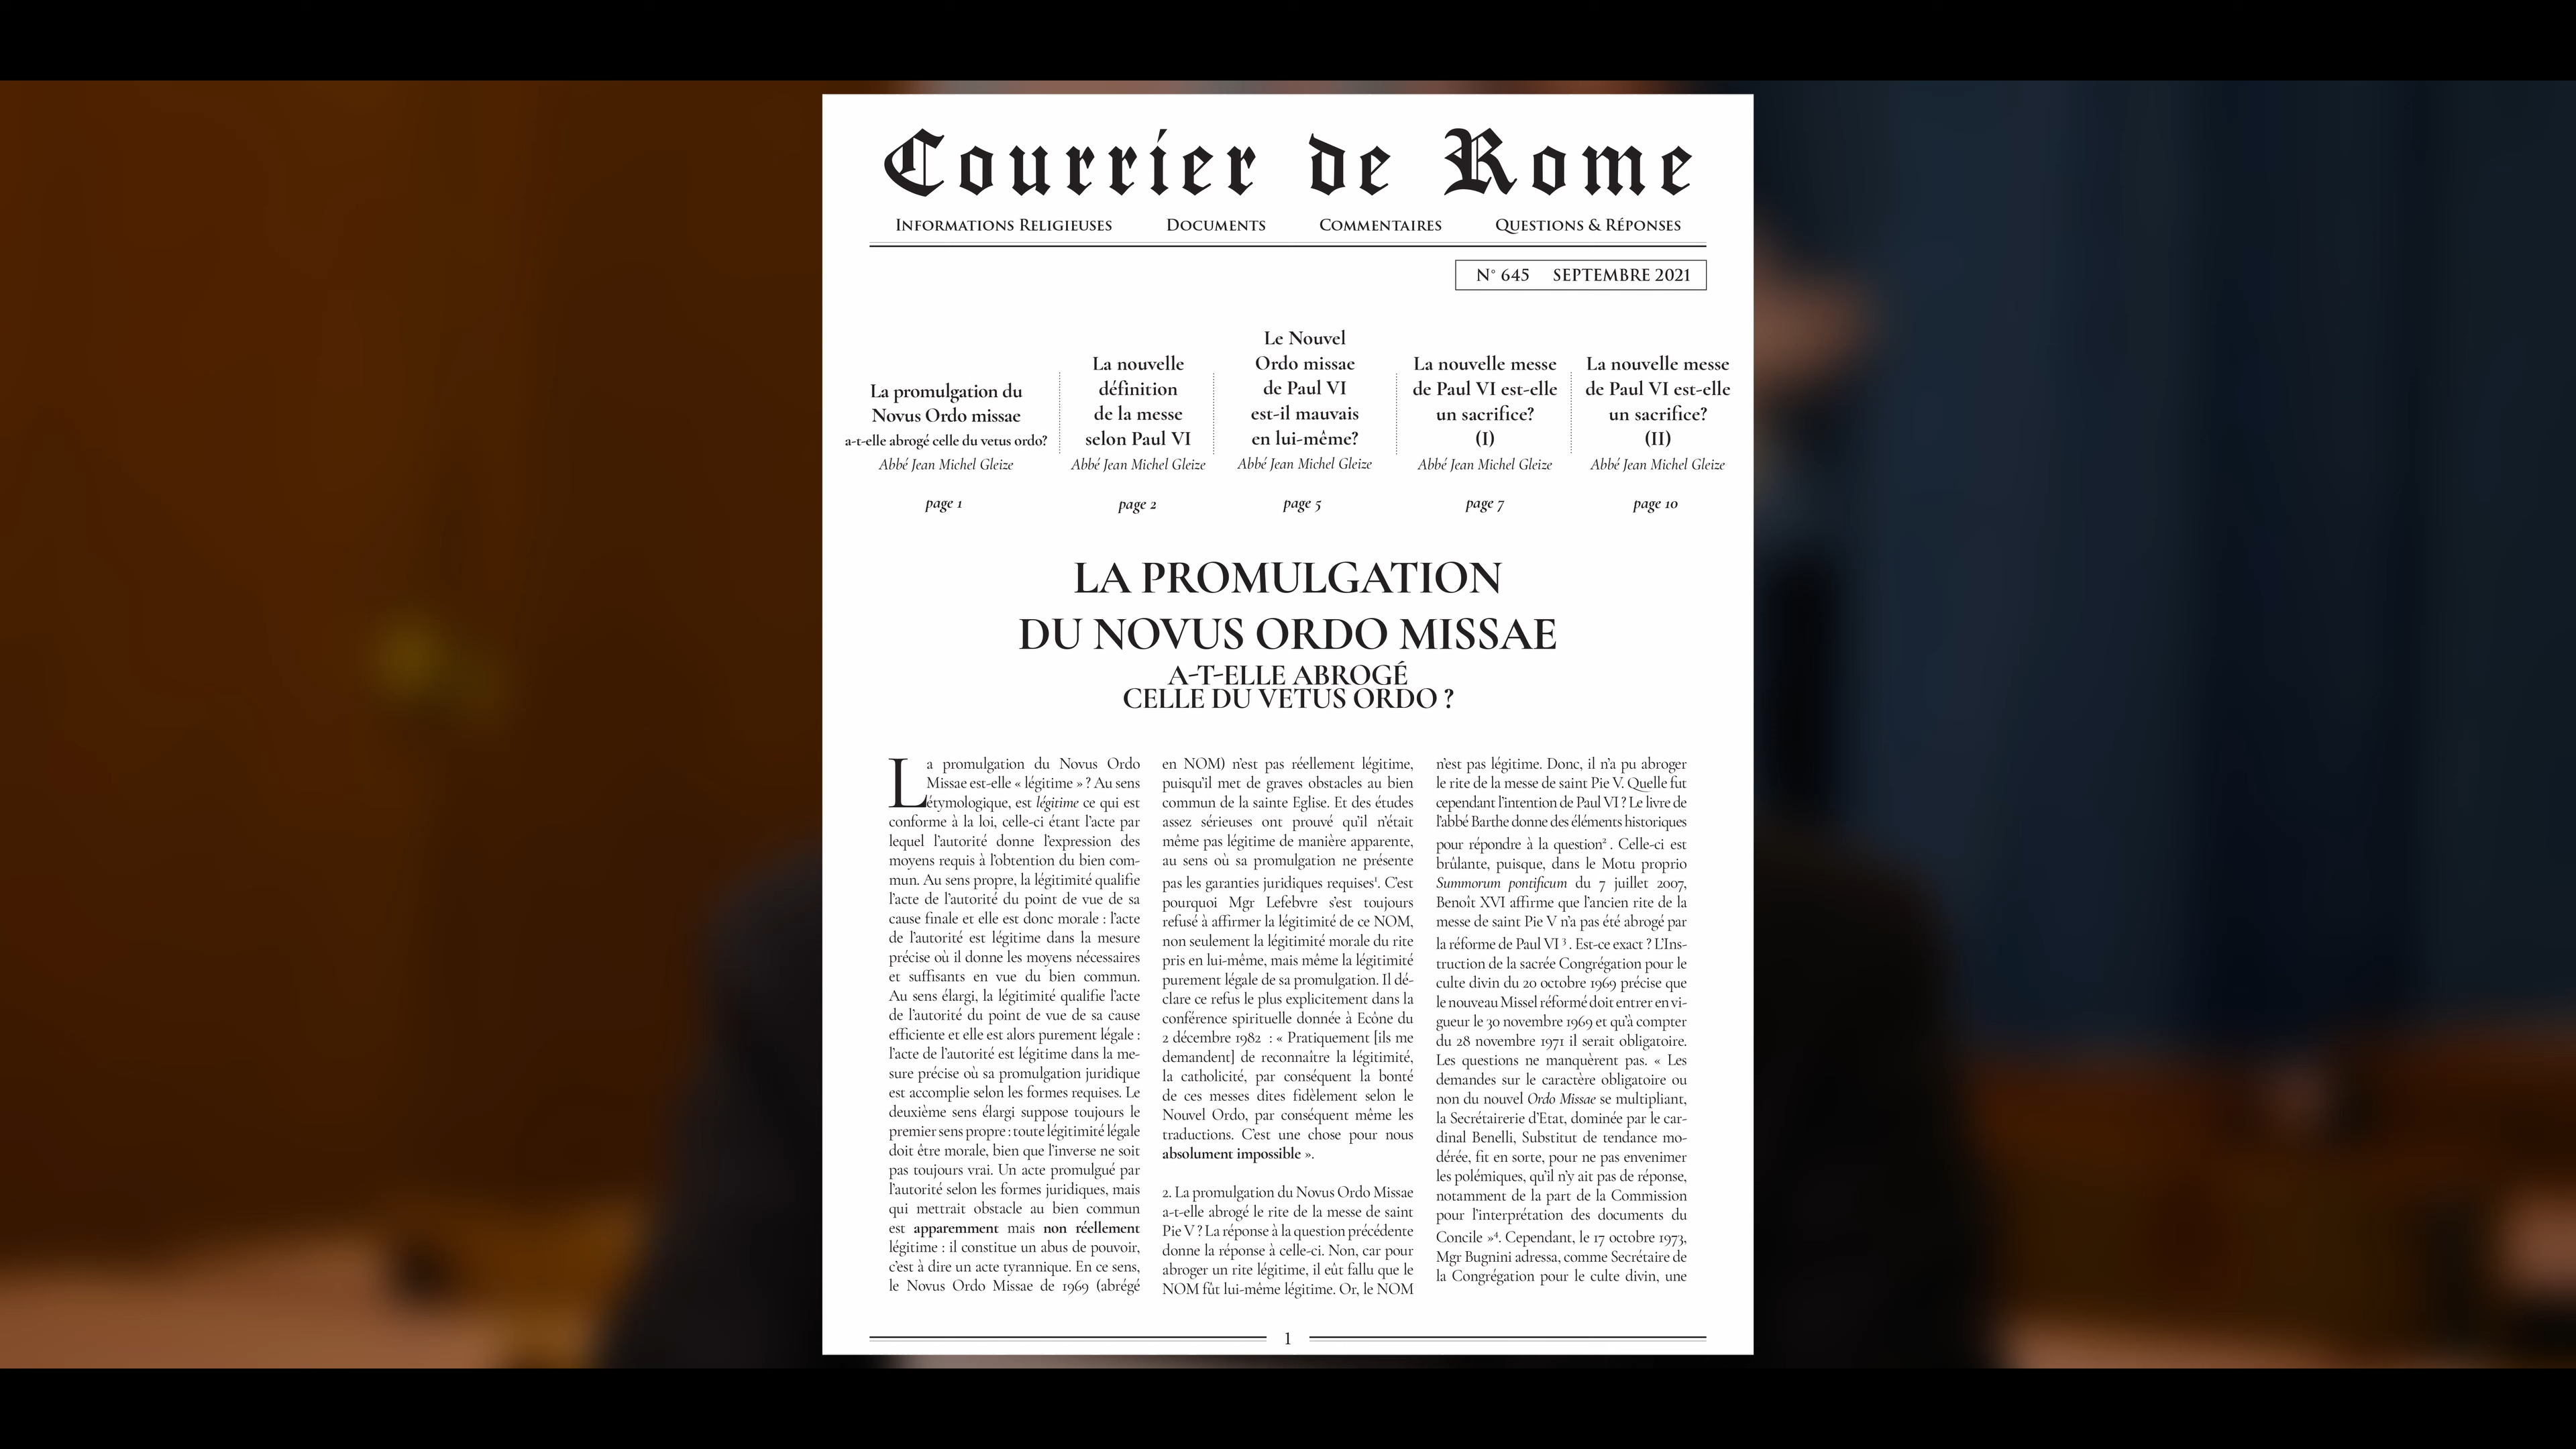 Courrier de Rome
Informations Religieuses Documents Commentaires Questions & Réponses
N° 645 SEPTEMBRE 2021
La promulgation du
Novus Ordo missae
a-t-elle abrogé celle du vetus ordo?
Abbé Jean Michel Gleize
page 1
La nouvelle
définition
de la messe
selon Paul VI
Abbé Jean Michel Gleize
page 2
Le Nouvel
Ordo missae
de Paul VI
est-il mauvais
en lui-même?
Abbé Jean Michel Gleize
page 5
La nouvelle messe
de Paul VI est-elle
un sacrifice?
(I)
Abbé Jean Michel Gleize
page 7
La nouvelle messe
de Paul VI est-elle
un sacrifice?
(II)
Abbé Jean Michel Gleize
page 10
LA PROMULGATION
DU NOVUS ORDO MISSAE
A-T-ELLE ABROGÉ
CELLE DU VETUS ORDO ?
La promulgation du Novus Ordo
Missae est-elle « légitime » ? Au sens
étymologique, est légitime ce qui est
conforme à la loi, celle-ci étant l'acte par
lequel l'autorité donne l'expression des
moyens requis à l'obtention du bien com-
mun. Au sens propre, la légitimité qualifie
l'acte de l'autorité du point de vue de sa
cause finale et elle est donc morale : l'acte
de l'autorité est légitime dans la mesure
précise où il donne les moyens nécessaires
et suffisants en vue du bien commun.
Au sens élargi, la légitimité qualifie l'acte
de l'autorité du point de vue de sa cause
efficiente et elle est alors purement légale :
l'acte de l'autorité est légitime dans la me-
sure précise où sa promulgation juridique
est accomplie selon les formes requises. Le
deuxième sens élargi suppose toujours le
premier sens propre : toute légitimité légale
doit être morale, bien que l'inverse ne soit
pas toujours vrai. Un acte promulgué par
l'autorité selon les formes juridiques, mais
qui mettrait obstacle au bien commun
est apparemment mais non réellement
légitime : il constitue un abus de pouvoir,
c'est à dire un acte tyrannique. En ce sens,
le Novus Ordo Missae de 1969 (abrégé
en NOM) n'est pas réellement légitime,
puisqu'il met de graves obstacles au bien
commun de la sainte Eglise. Et des études
assez sérieuses ont prouvé qu'il n'était
même pas légitime de manière apparente,
au sens où sa promulgation ne présente
pas les garanties juridiques requises¹. C'est
pourquoi Mgr Lefebvre s'est toujours
refusé à affirmer la légitimité de ce NOM,
non seulement la légitimité morale du rite
pris en lui-même, mais même la légitimité
purement légale de sa promulgation. Il dé-
clare ce refus le plus explicitement dans la
conférence spirituelle donnée à Ecône du
2 décembre 1982 : « Pratiquement [ils me
demandent] de reconnaître la légitimité,
la catholicité, par conséquent la bonté
de ces messes dites fidèlement selon le
Nouvel Ordo, par conséquent même les
traductions. C'est une chose pour nous
absolument impossible ».
2. La promulgation du Novus Ordo Missae
a-t-elle abrogé le rite de la messe de saint
Pie V ? La réponse à la question précédente
donne la réponse à celle-ci. Non, car pour
abroger un rite légitime, il eût fallu que le
NOM fût lui-même légitime. Or, le NOM
n'est pas légitime. Donc, il n'a pu abroger
le rite de la messe de saint Pie V. Quelle fut
cependant l'intention de Paul VI ? Le livre de
l'abbé Barthe donne des éléments historiques
pour répondre à la question² . Celle-ci est
brûlante, puisque, dans le Motu proprio
Summorum pontificum du 7 juillet 2007,
Benoît XVI affirme que l'ancien rite de la
messe de saint Pie V n'a pas été abrogé par
la réforme de Paul VI ³ . Est-ce exact ? L'Ins-
truction de la sacrée Congrégation pour le
culte divin du 20 octobre 1969 précise que
le nouveau Missel réformé doit entrer en vi-
gueur le 30 novembre 1969 et qu'à compter
du 28 novembre 1971 il serait obligatoire.
Les questions ne manquèrent pas. « Les
demandes sur le caractère obligatoire ou
non du nouvel Ordo Missae se multipliant,
la Secrétairerie d'Etat, dominée par le car-
dinal Benelli, Substitut de tendance mo-
dérée, fit en sorte, pour ne pas envenimer
les polémiques, qu'il n'y ait pas de réponse,
notamment de la part de la Commission
pour l'interprétation des documents du
Concile »⁴. Cependant, le 17 octobre 1973,
Mgr Bugnini adressa, comme Secrétaire de
la Congrégation pour le culte divin, une
1